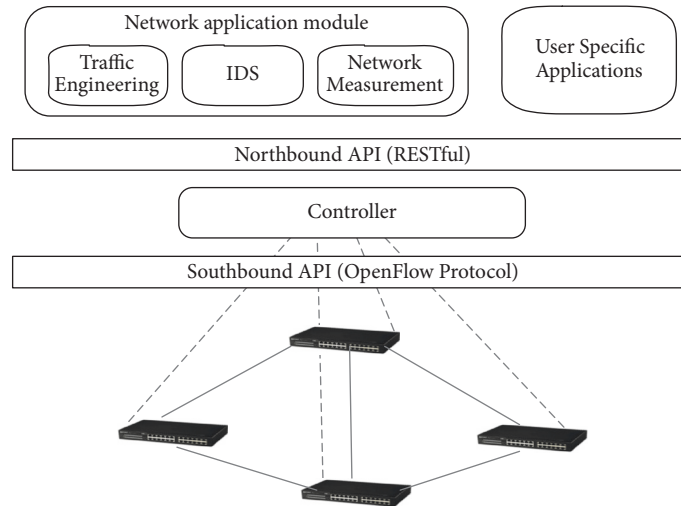 Network application module
Traffic
Engineering
IDS
Network
Measurement
User Specific
Applications
Northbound API (RESTful)
Controller
Southbound API (OpenFlow Protocol)